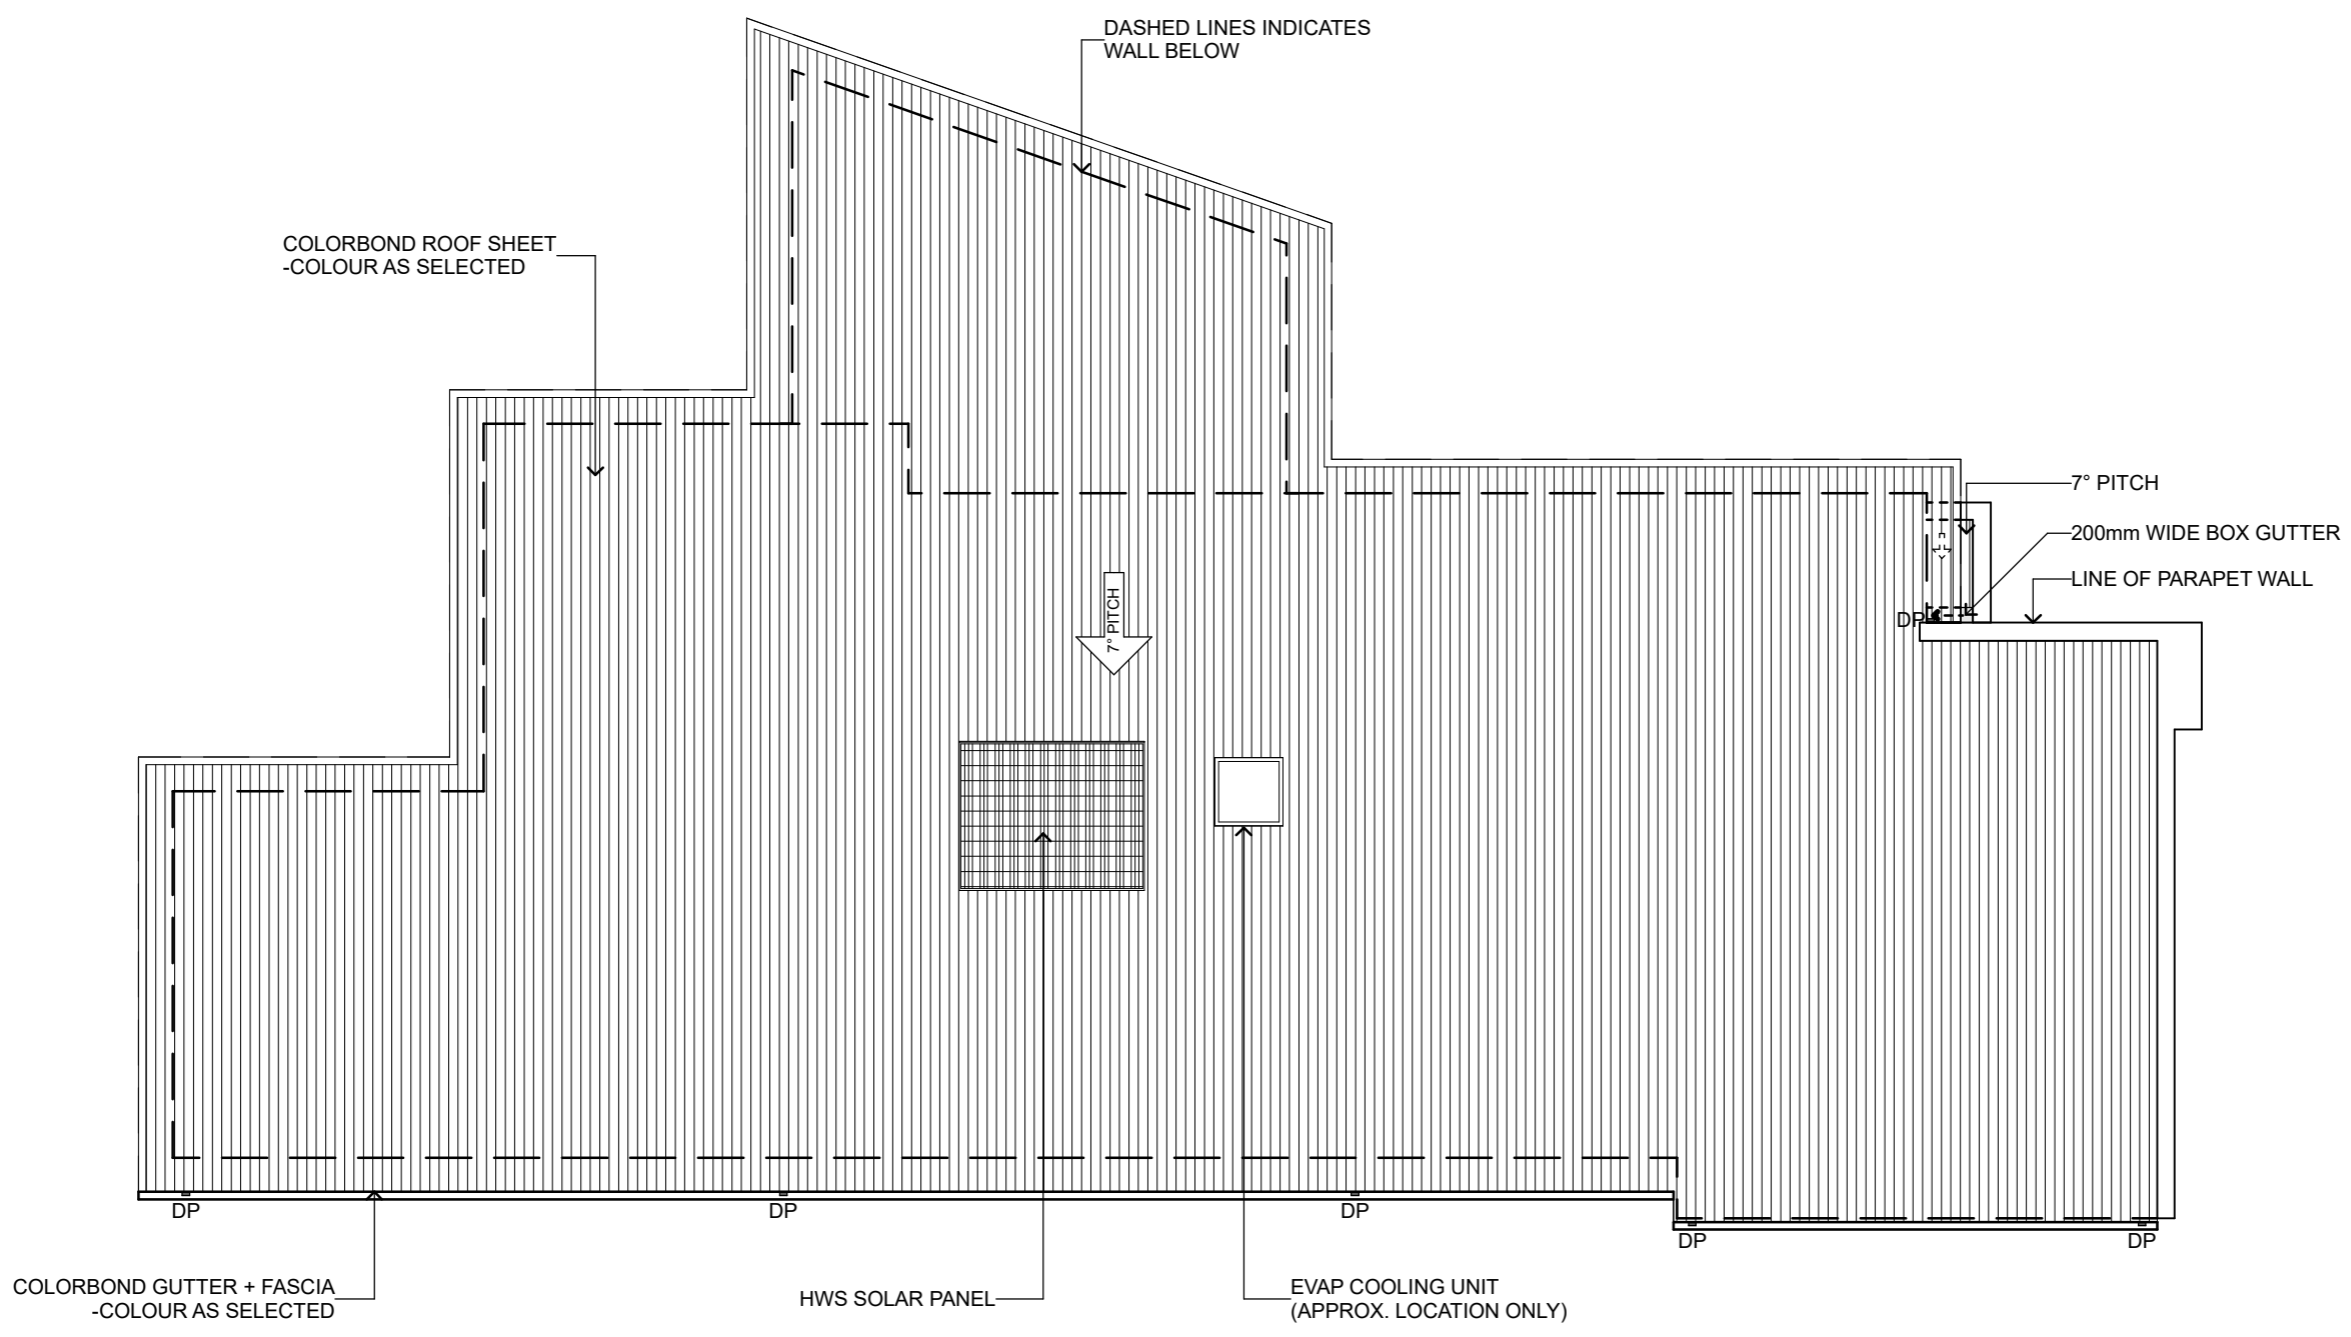 DASHED LINES INDICATES
WALL BELOW
COLORBOND ROOF SHEET
-COLOUR AS SELECTED
7° PITCH
200mm WIDE BOX GUTTER
LINE OF PARAPET WALL
DP
7° PITCH
DP
DP
DP
DP
DP
COLORBOND GUTTER + FASCIA
-COLOUR AS SELECTED
HWS SOLAR PANEL
EVAP COOLING UNIT
(APPROX. LOCATION ONLY)